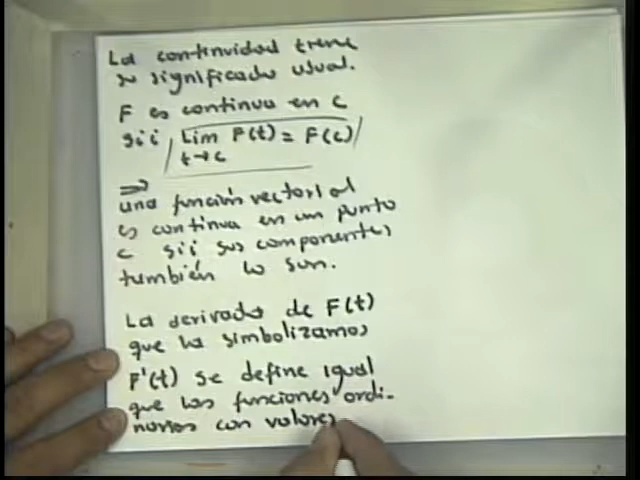 La continuidad tiene
su significado usual.
F es continua en c
sii Lim F(t) = F(c)
t→c
⇒
una función vectorial
es continua en un punto
c sii sus componentes
también lo son.
La derivada de F(t)
que la simbolizamos
F'(t) se define igual
que las funciones ordi-
narias con valores